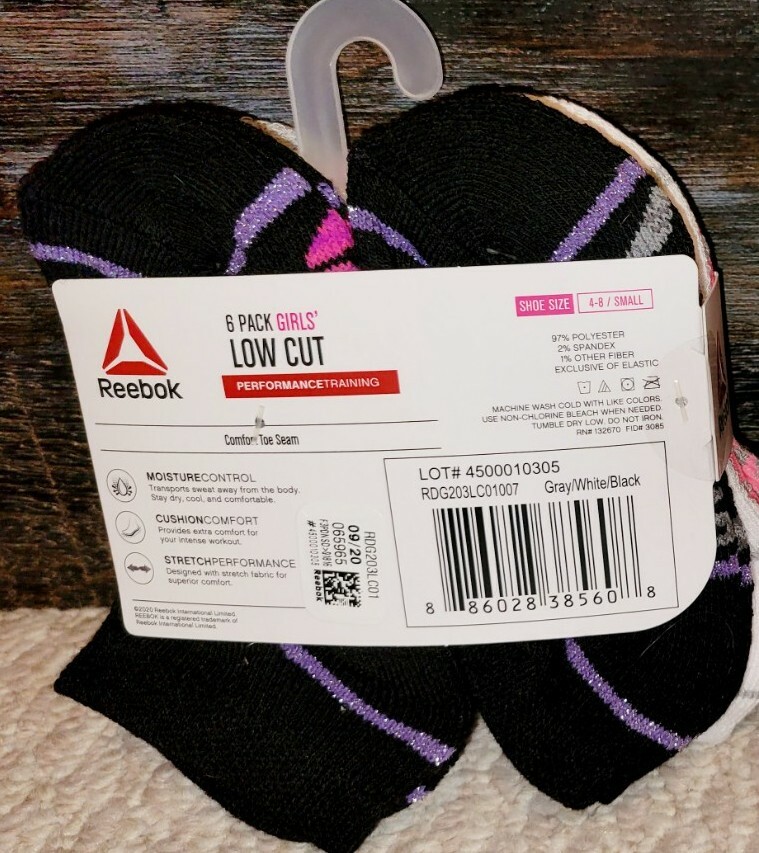 Reebok
6 PACK GIRLS'
LOW CUT
PERFORMANCETRAINING
Comfort Toe Seam
SHOE SIZE 4-8 / SMALL
97% POLYESTER
2% SPANDEX
1% OTHER FIBER
EXCLUSIVE OF ELASTIC
MACHINE WASH COLD WITH LIKE COLORS.
USE NON-CHLORINE BLEACH WHEN NEEDED.
TUMBLE DRY LOW. DO NOT IRON.
RN# 132670 FID# 3085
MOISTURECONTROL
Transports sweat away from the body.
Stay dry, cool, and comfortable.
CUSHIONCOMFORT
Provides extra comfort for
your intense workout.
STRETCHPERFORMANCE
Designed with stretch fabric for
superior comfort.
©2020 Reebok International Limited.
REEBOK is a registered trademark of
Reebok International Limited.
RDG203LC01
09/20
065965
#4500010305
Reebok
LOT# 4500010305
RDG203LC01007 Gray/White/Black
8 86028 38560 8